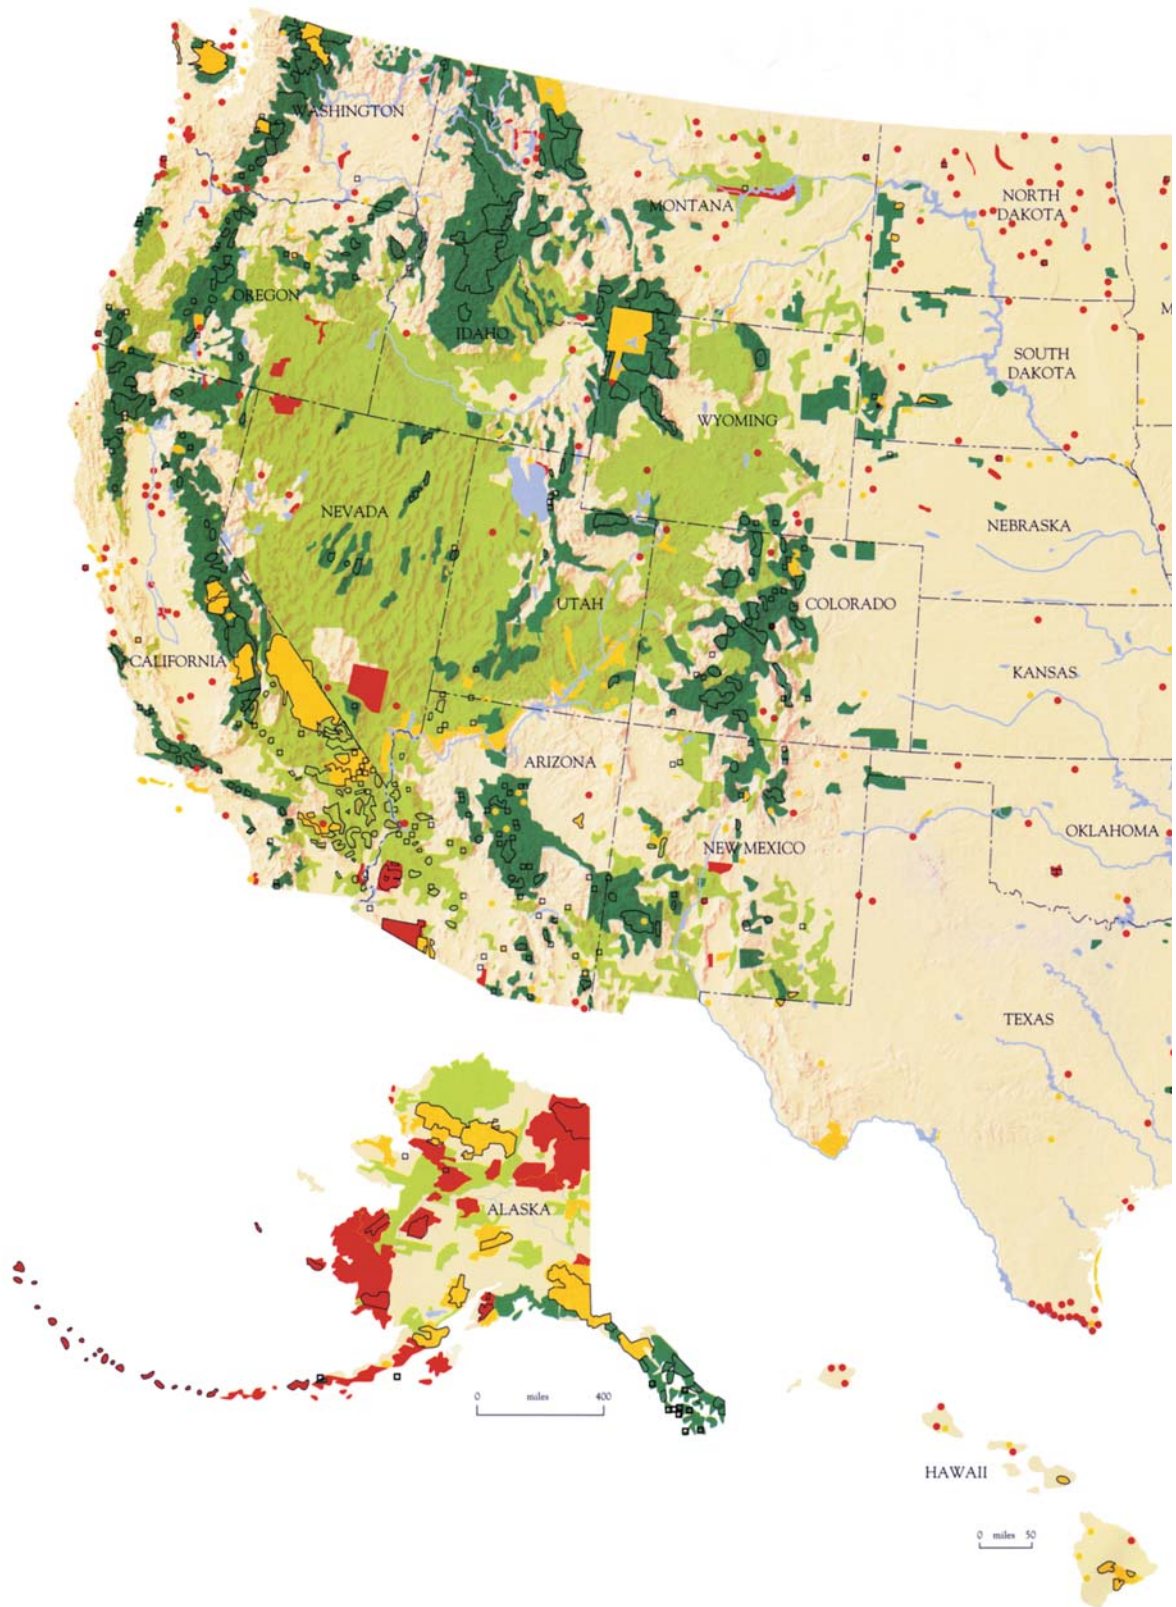 WASHINGTON
MONTANA
NORTH
DAKOTA
OREGON
IDAHO
M
SOUTH
DAKOTA
WYOMING
NEVADA
NEBRASKA
UTAH
COLORADO
CALIFORNIA
KANSAS
ARIZONA
NEW MEXICO
OKLAHOMA
TEXAS
ALASKA
0 miles 400
HAWAII
0 miles 50